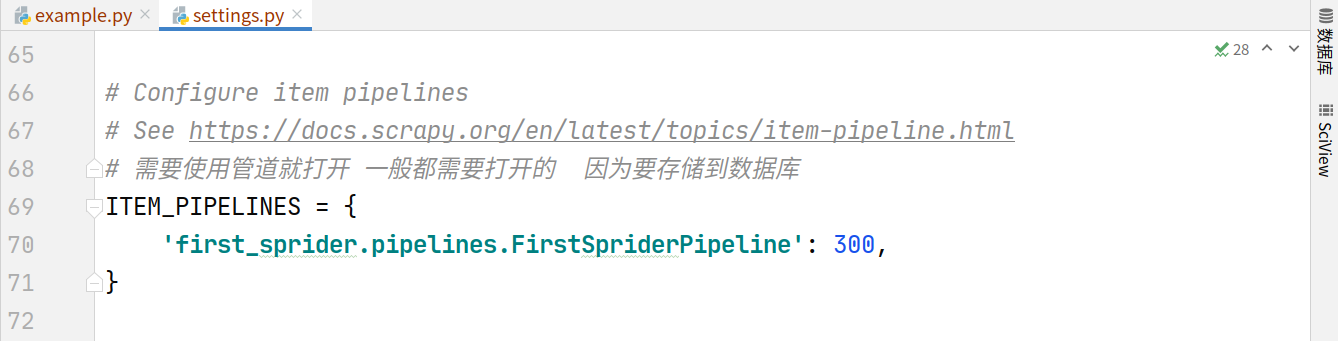 example.py
settings.py
28
65
66 # Configure item pipelines
67 # See https://docs.scrapy.org/en/latest/topics/item-pipeline.html
68 # 需要使用管道就打开 一般都需要打开的  因为要存储到数据库
69 ITEM_PIPELINES = {
70     'first_sprider.pipelines.FirstSpriderPipeline': 300,
71 }
72
数据库
SciView